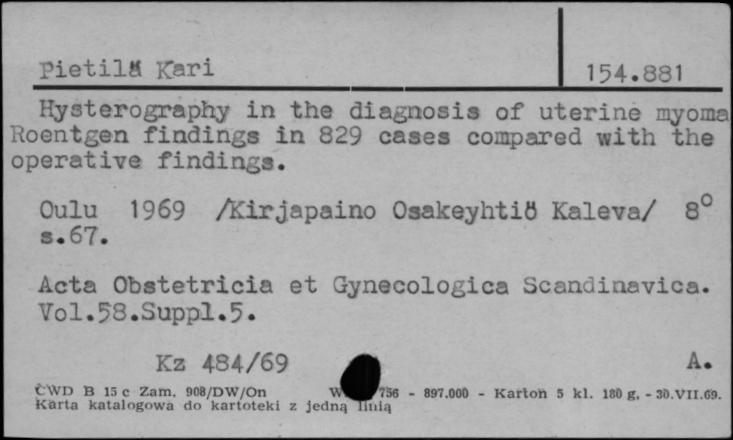 Pietilä Kari 154.881
Hysterography in the diagnosis of uterine myoma
Roentgen findings in 829 cases compared with the
operative findings.
Oulu 1969 /Kirjapaino Osakeyhtiö Kaleva/ 8°
s.67.
Acta Obstetricia et Gynecologica Scandinavica.
Vol.58.Suppl.5.
Kz 484/69 A.
CWD B 15 c Zam. 908/DW/On 756 - 897.000 - Karton 5 kl. 180 g. - 30.VII.69.
Karta katalogowa do kartoteki z jedną linią